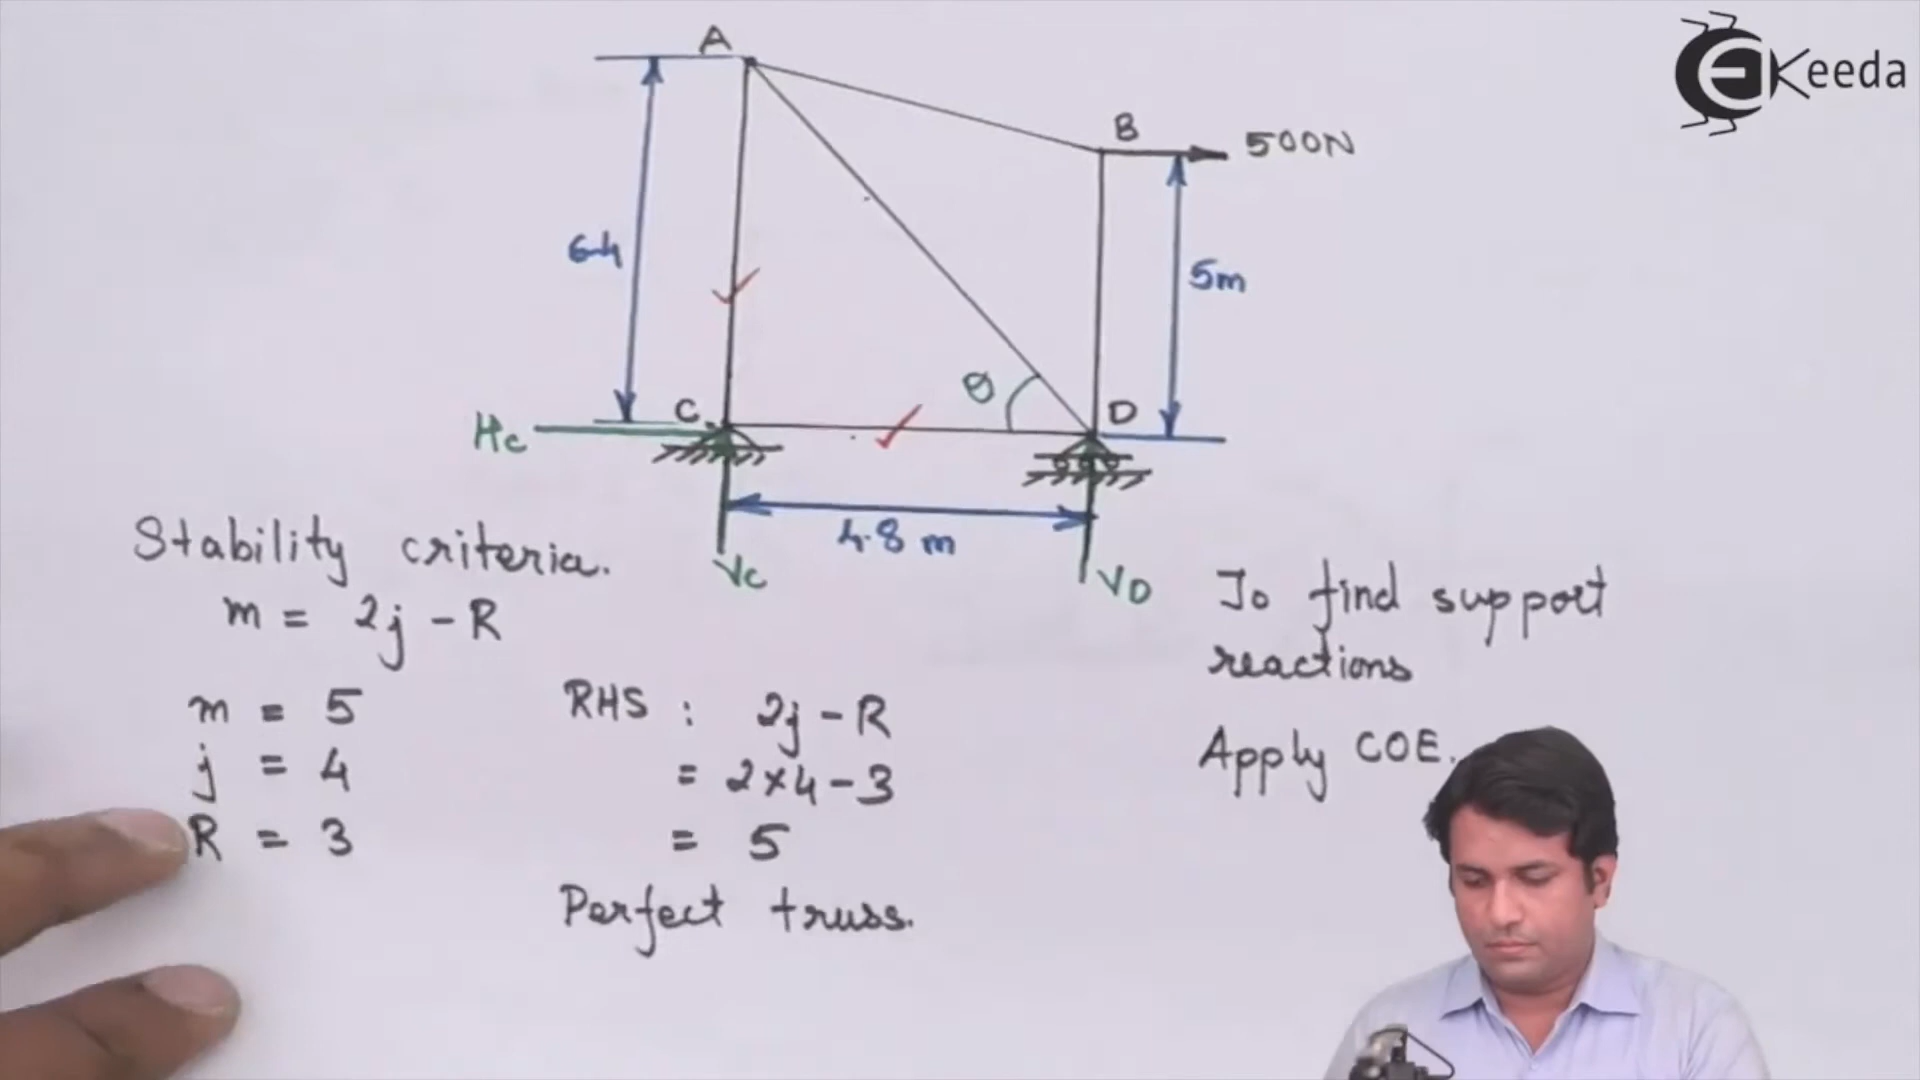 A
EKeeda
B
500N
6.4
5m
θ
C
D
Hc
4.8 m
Vc
VD
Stability criteria.
m = 2j - R
m = 5
j = 4
R = 3
RHS : 2j - R
= 2×4-3
= 5
Perfect truss.
To find support
reactions
Apply COE.